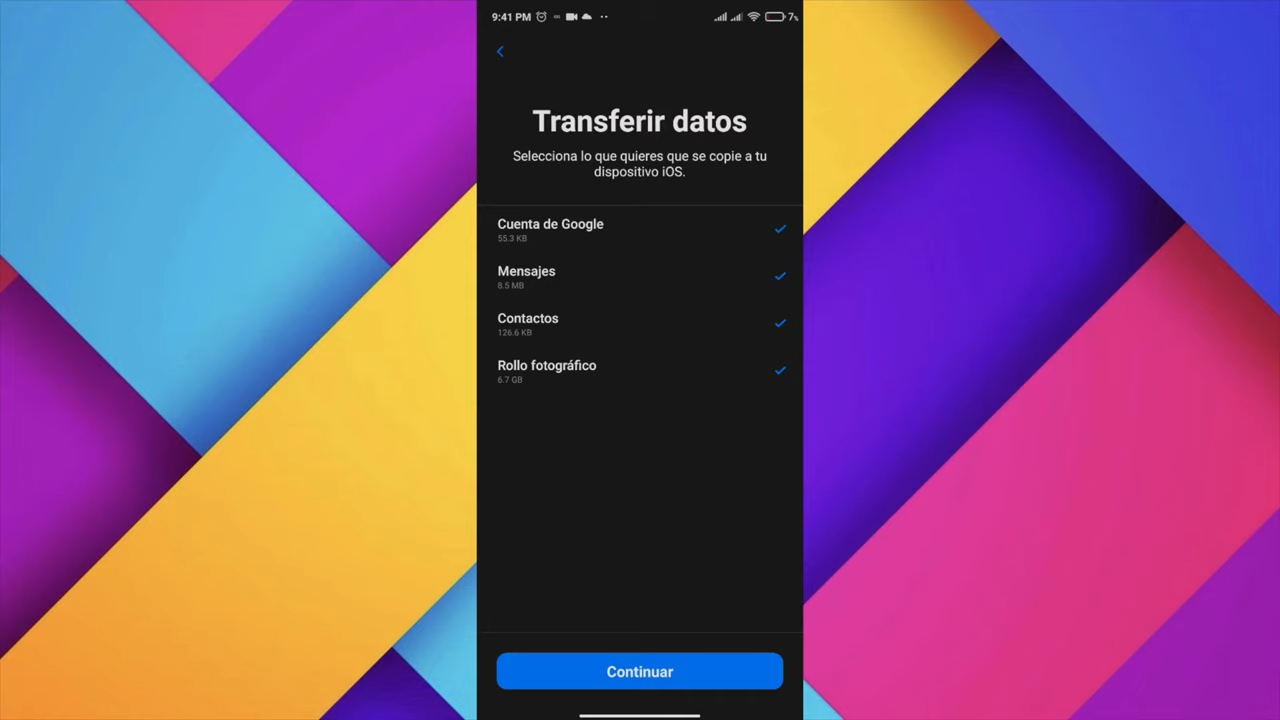 9:41 PM 7%
Transferir datos
Selecciona lo que quieres que se copie a tu
dispositivo iOS.
Cuenta de Google
55.3 KB
Mensajes
8.5 MB
Contactos
126.6 KB
Rollo fotográfico
6.7 GB
Continuar